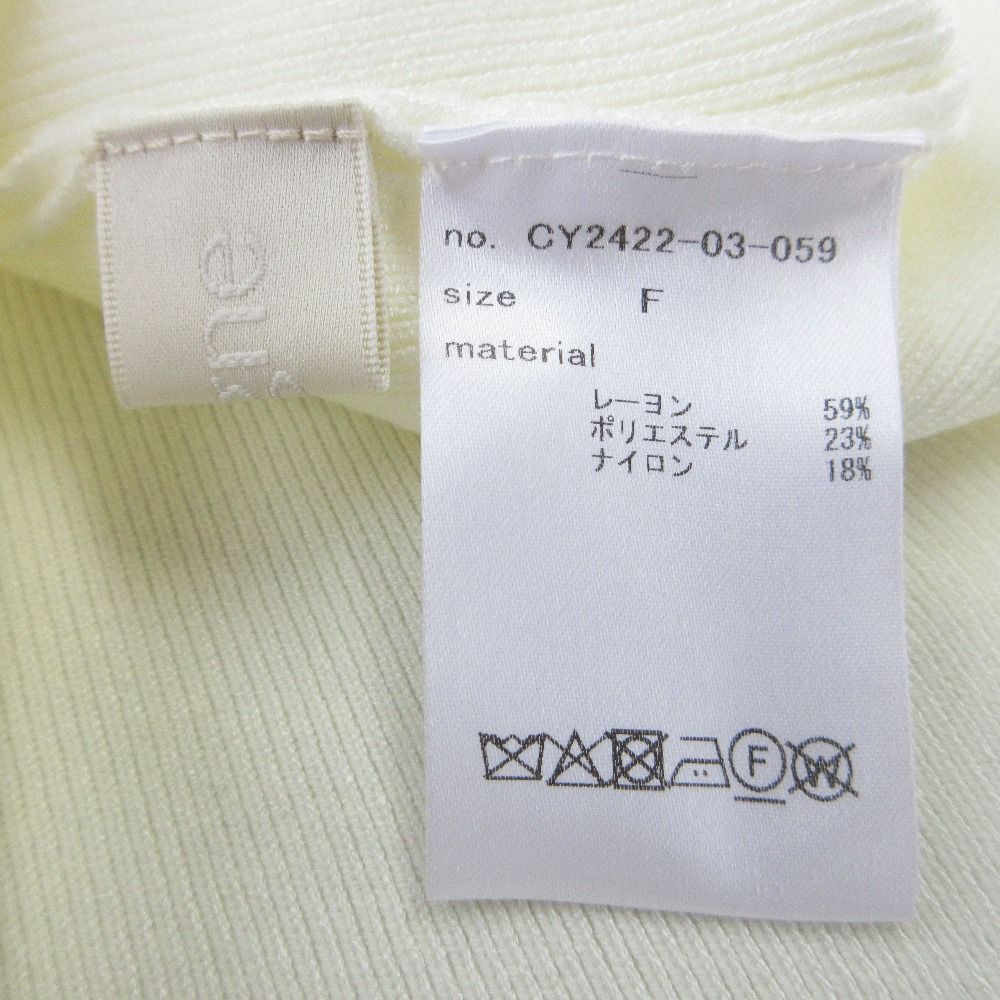 no. CY2422-03-059
size F
material
レーヨン 59%
ポリエステル 23%
ナイロン 18%
F
W